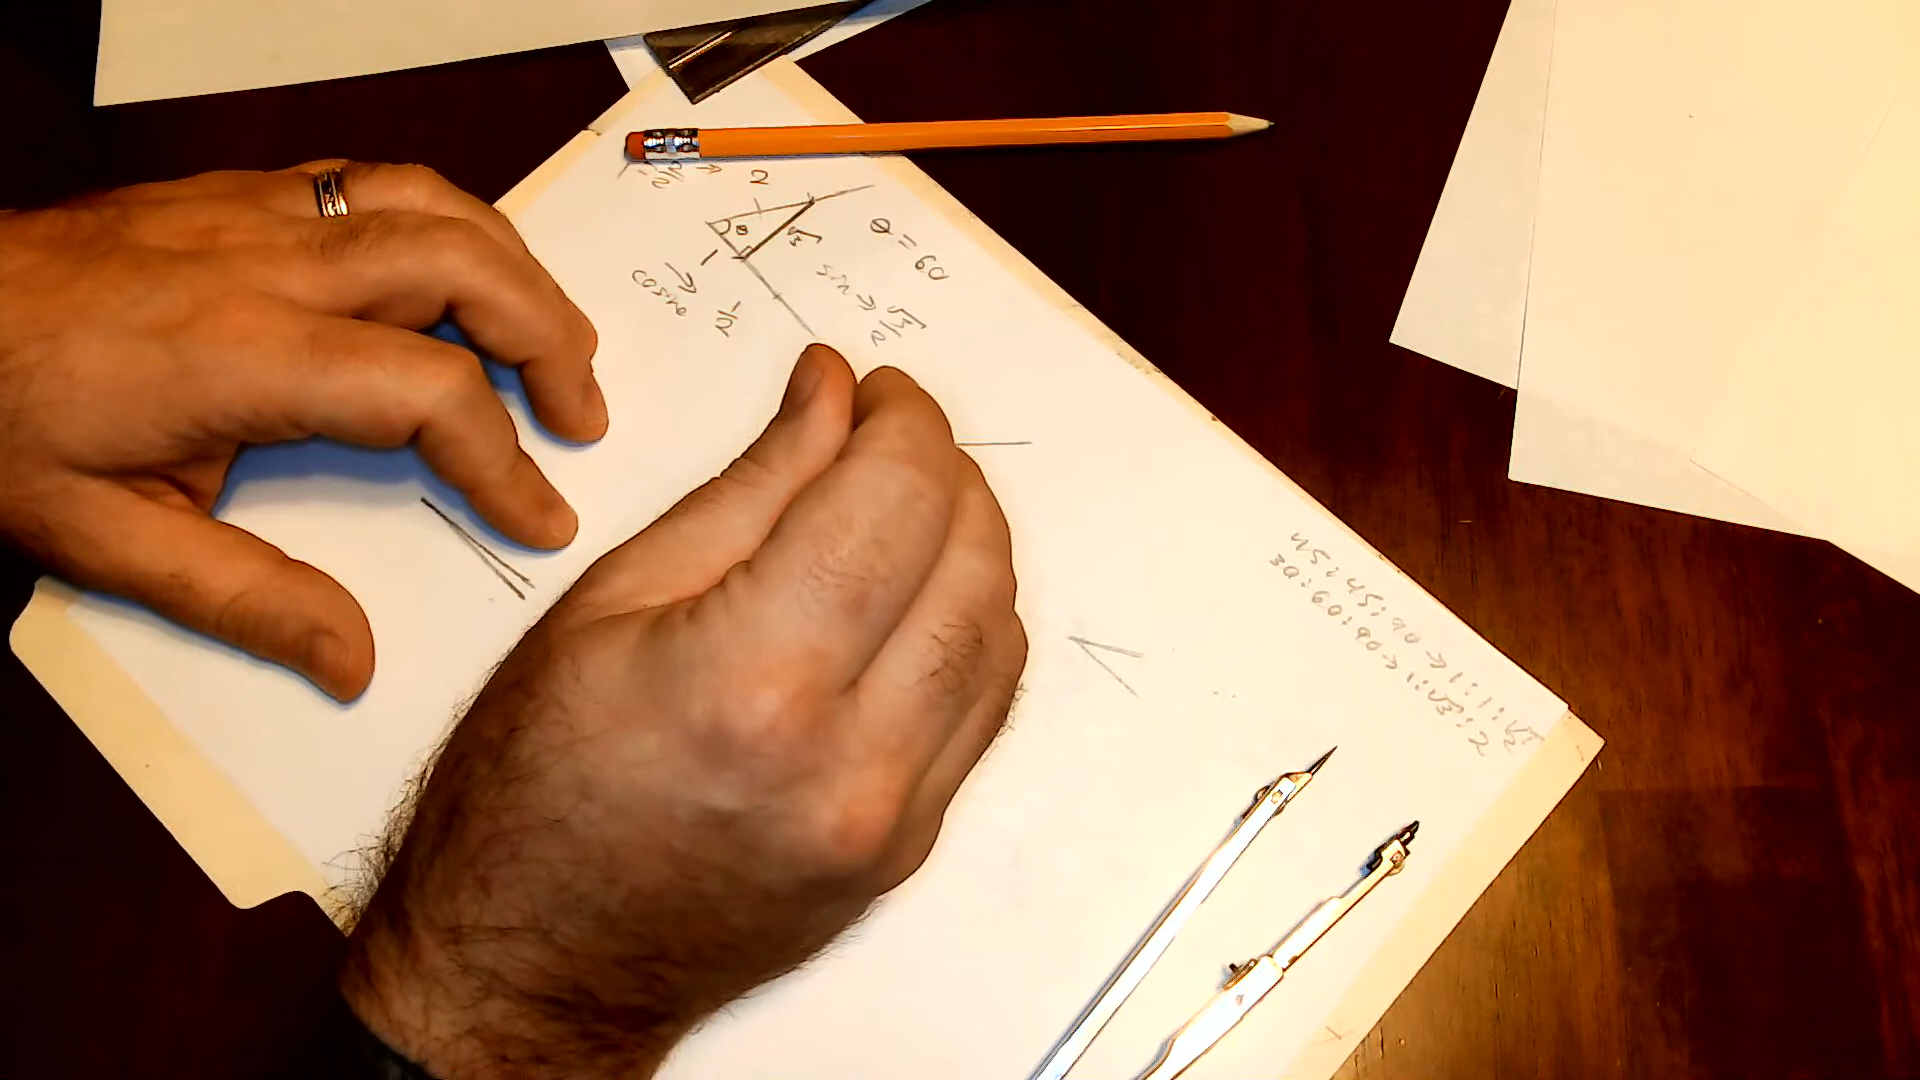 2
θ
√3
1
θ = 60
sin → √3/2
cosine → 1/2
45:45:90 → 1:1:√2
30:60:90 → 1:√3:2